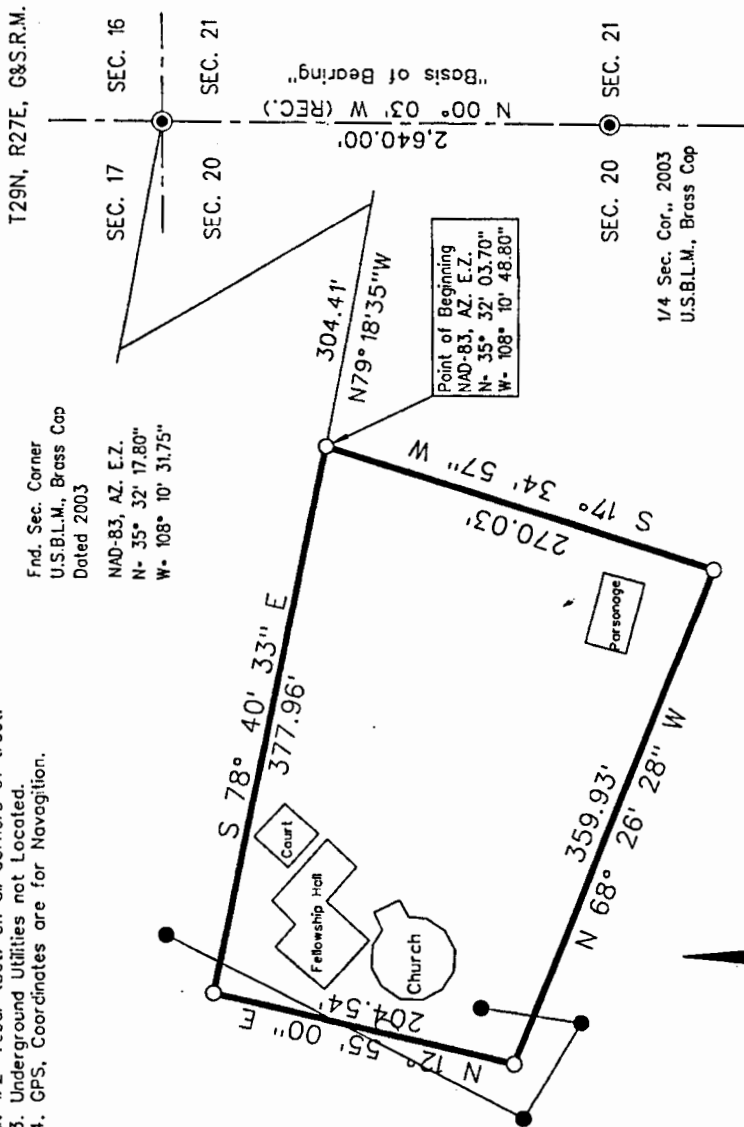 T29N, R27E, G&S.R.M.
3. Underground Utilities not Located.
4. GPS, Coordinates are for Navagition.
Fnd. Sec. Corner
U.S.B.L.M., Brass Cap
Dated 2003
NAD-83, AZ. E.Z.
N- 35° 32' 17.80"
W- 108° 10' 31.75"
SEC. 17
SEC. 16
SEC. 20
SEC. 21
2,640.00'
N 00° 03' W (REC.)
"Basis of Bearing"
304.41'
N79°18'35"W
Point of Beginning
NAD-83, AZ. E.Z.
N- 35° 32' 03.70"
W- 108° 10' 48.80"
SEC. 20
SEC. 21
1/4 Sec. Cor., 2003
U.S.B.L.M., Brass Cap
S 78° 40' 33" E
377.96'
S 17° 34' 57" W
270.03'
Court
Fellowship Hall
Church
Parsonage
N 12° 55' 00" E
204.54'
359.93'
N 68° 26' 28" W